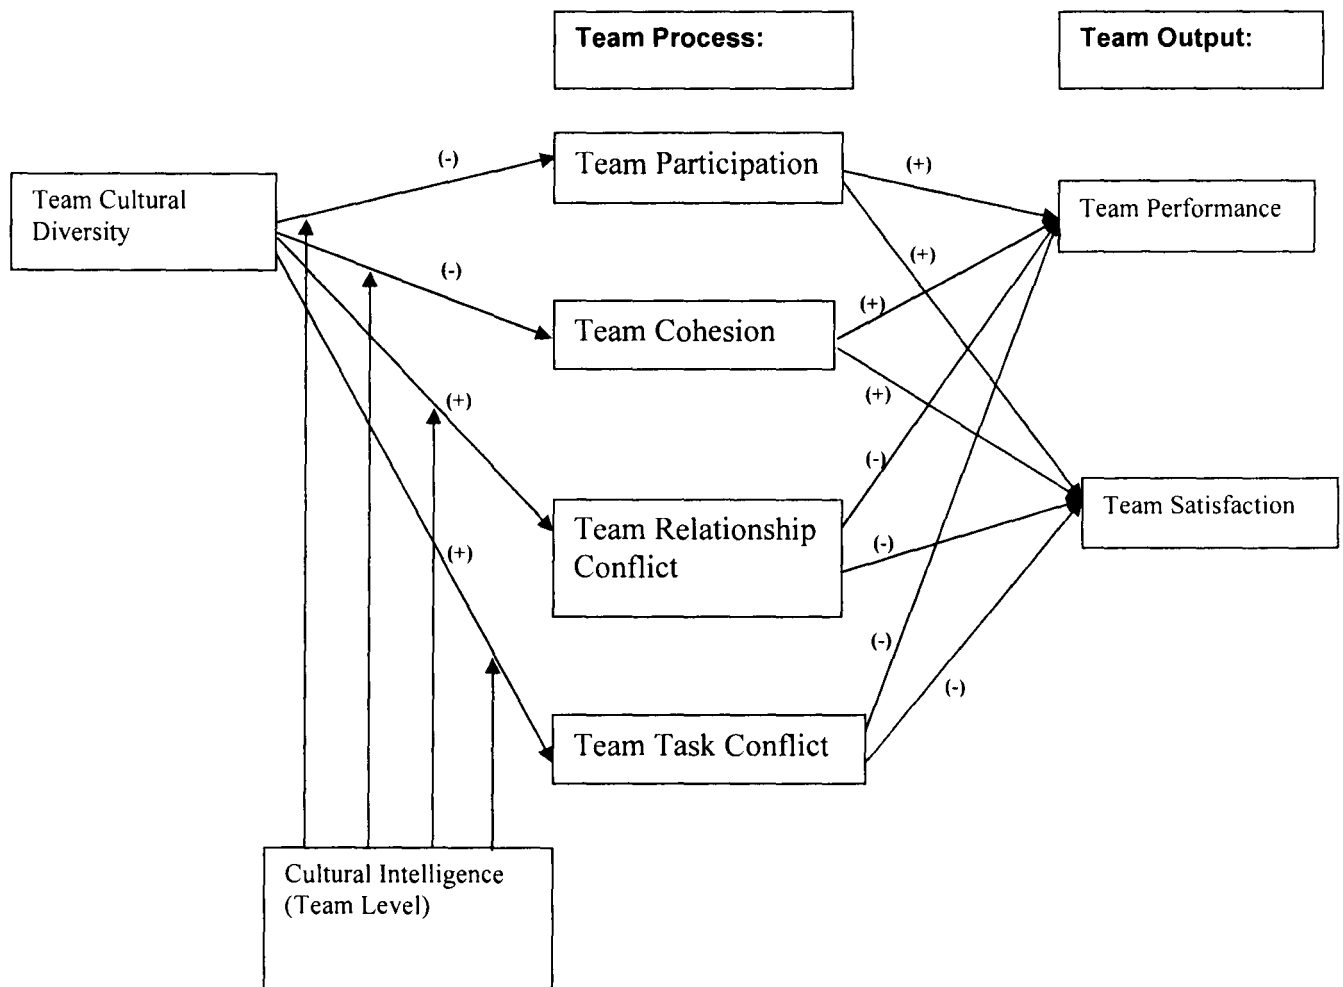 Team Process:
Team Output:
(-)
Team Participation
(+)
Team Cultural
Diversity
Team Performance
(-)
(+)
Team Cohesion
(+)
(+)
(+)
(-)
Team Satisfaction
Team Relationship
Conflict
(+)
(-)
(-)
(-)
Team Task Conflict
Cultural Intelligence
(Team Level)